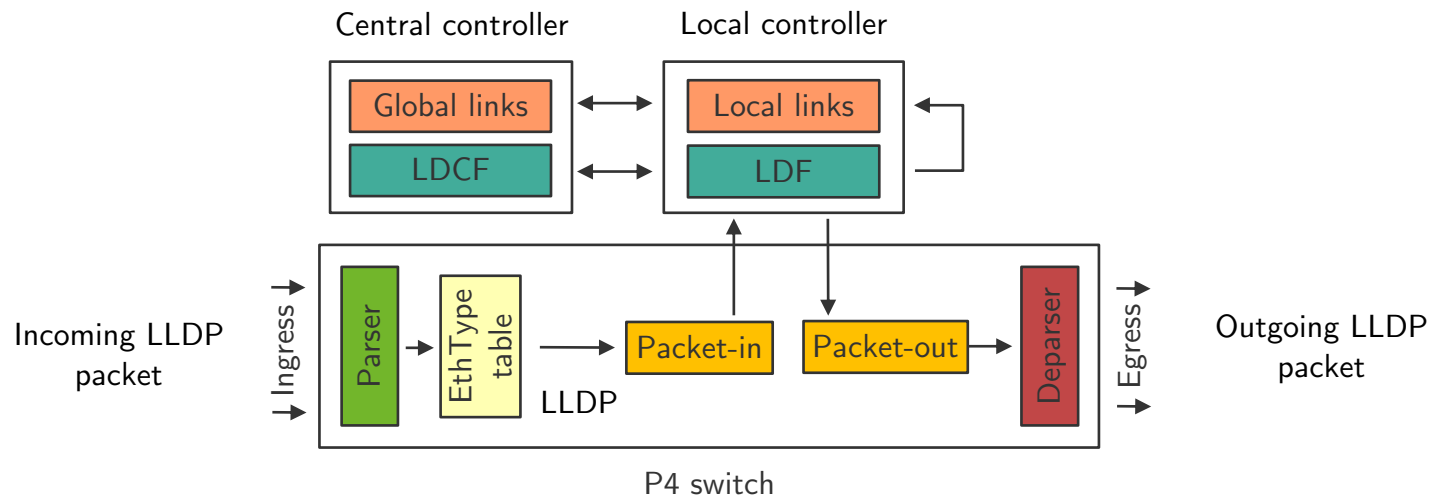 Central controller
Local controller
Global links
Local links
LDCF
LDF
Incoming LLDP
packet
Ingress
Parser
EthType
table
LLDP
Packet-in
Packet-out
Deparser
Egress
Outgoing LLDP
packet
P4 switch